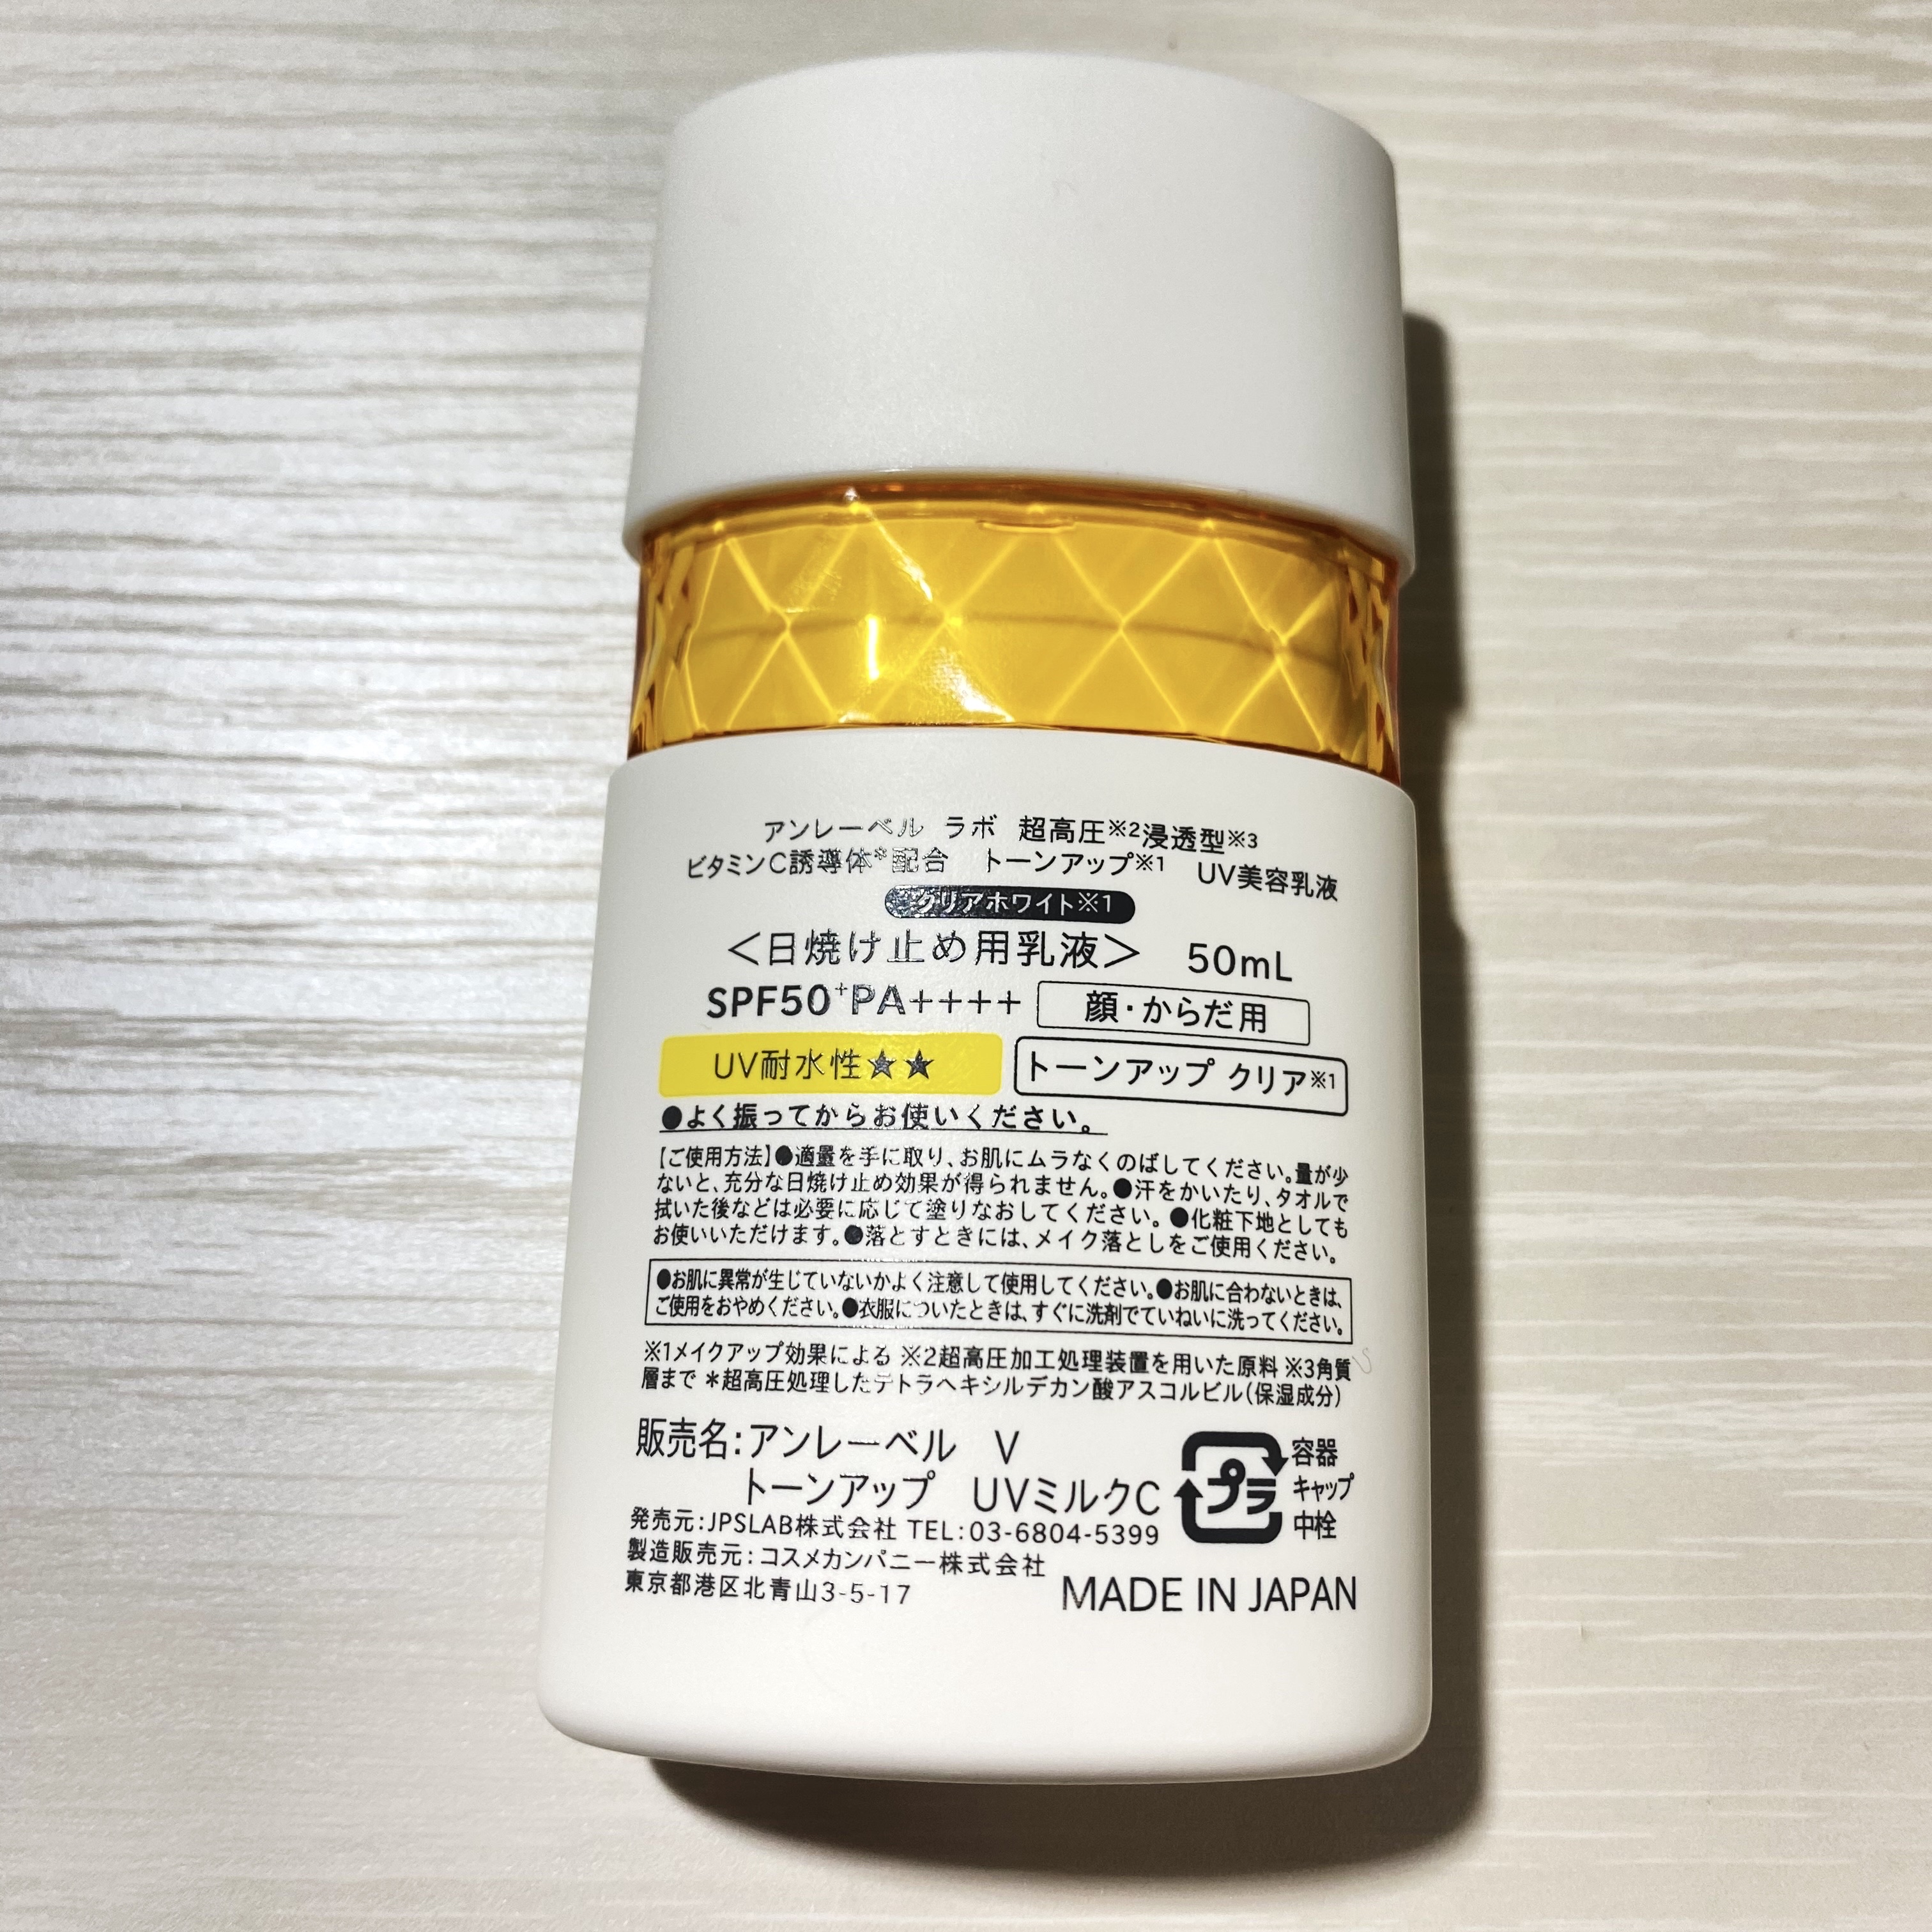 アンレーベル ラボ 超高圧※2浸透型※3
ビタミンC誘導体*配合 トーンアップ※1 UV美容乳液
クリアホワイト※1
＜日焼け止め用乳液＞ 50mL
SPF50⁺PA++++ 顔・からだ用
UV耐水性★★ トーンアップ クリア※1
●よく振ってからお使いください。
【ご使用方法】●適量を手に取り、お肌にムラなくのばしてください。量が少
ないと、充分な日焼け止め効果が得られません。●汗をかいたり、タオルで
拭いた後などは必要に応じて塗りなおしてください。●化粧下地としても
お使いいただけます。●落とすときには、メイク落としをご使用ください。
●お肌に異常が生じていないかよく注意して使用してください。●お肌に合わないときは、
ご使用をおやめください。●衣服についたときは、すぐに洗剤でていねいに洗ってください。
※1メイクアップ効果による ※2超高圧加工処理装置を用いた原料 ※3角質
層まで ＊超高圧処理したテトラヘキシルデカン酸アスコルビル(保湿成分)
販売名:アンレーベル V
トーンアップ UVミルクC
プラ
容器
キャップ
中栓
発売元:JPSLAB株式会社 TEL:03-6804-5399
製造販売元:コスメカンパニー株式会社
東京都港区北青山3-5-17
MADE IN JAPAN